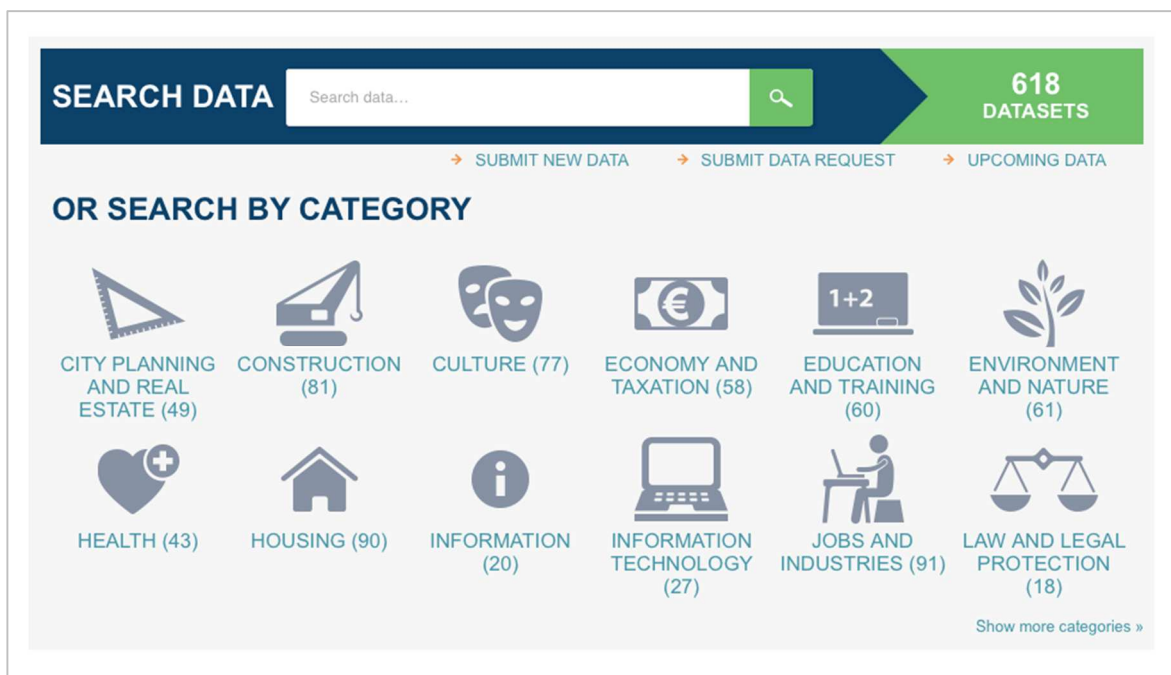 SEARCH DATA
Search data...
618
DATASETS
SUBMIT NEW DATA
SUBMIT DATA REQUEST
UPCOMING DATA
OR SEARCH BY CATEGORY
1+2
CITY PLANNING
AND REAL
ESTATE (49)
CONSTRUCTION
(81)
CULTURE (77)
ECONOMY AND
TAXATION (58)
EDUCATION
AND TRAINING
(60)
ENVIRONMENT
AND NATURE
(61)
HEALTH (43)
HOUSING (90)
INFORMATION
(20)
INFORMATION
TECHNOLOGY
(27)
JOBS AND
INDUSTRIES (91)
LAW AND LEGAL
PROTECTION
(18)
Show more categories »